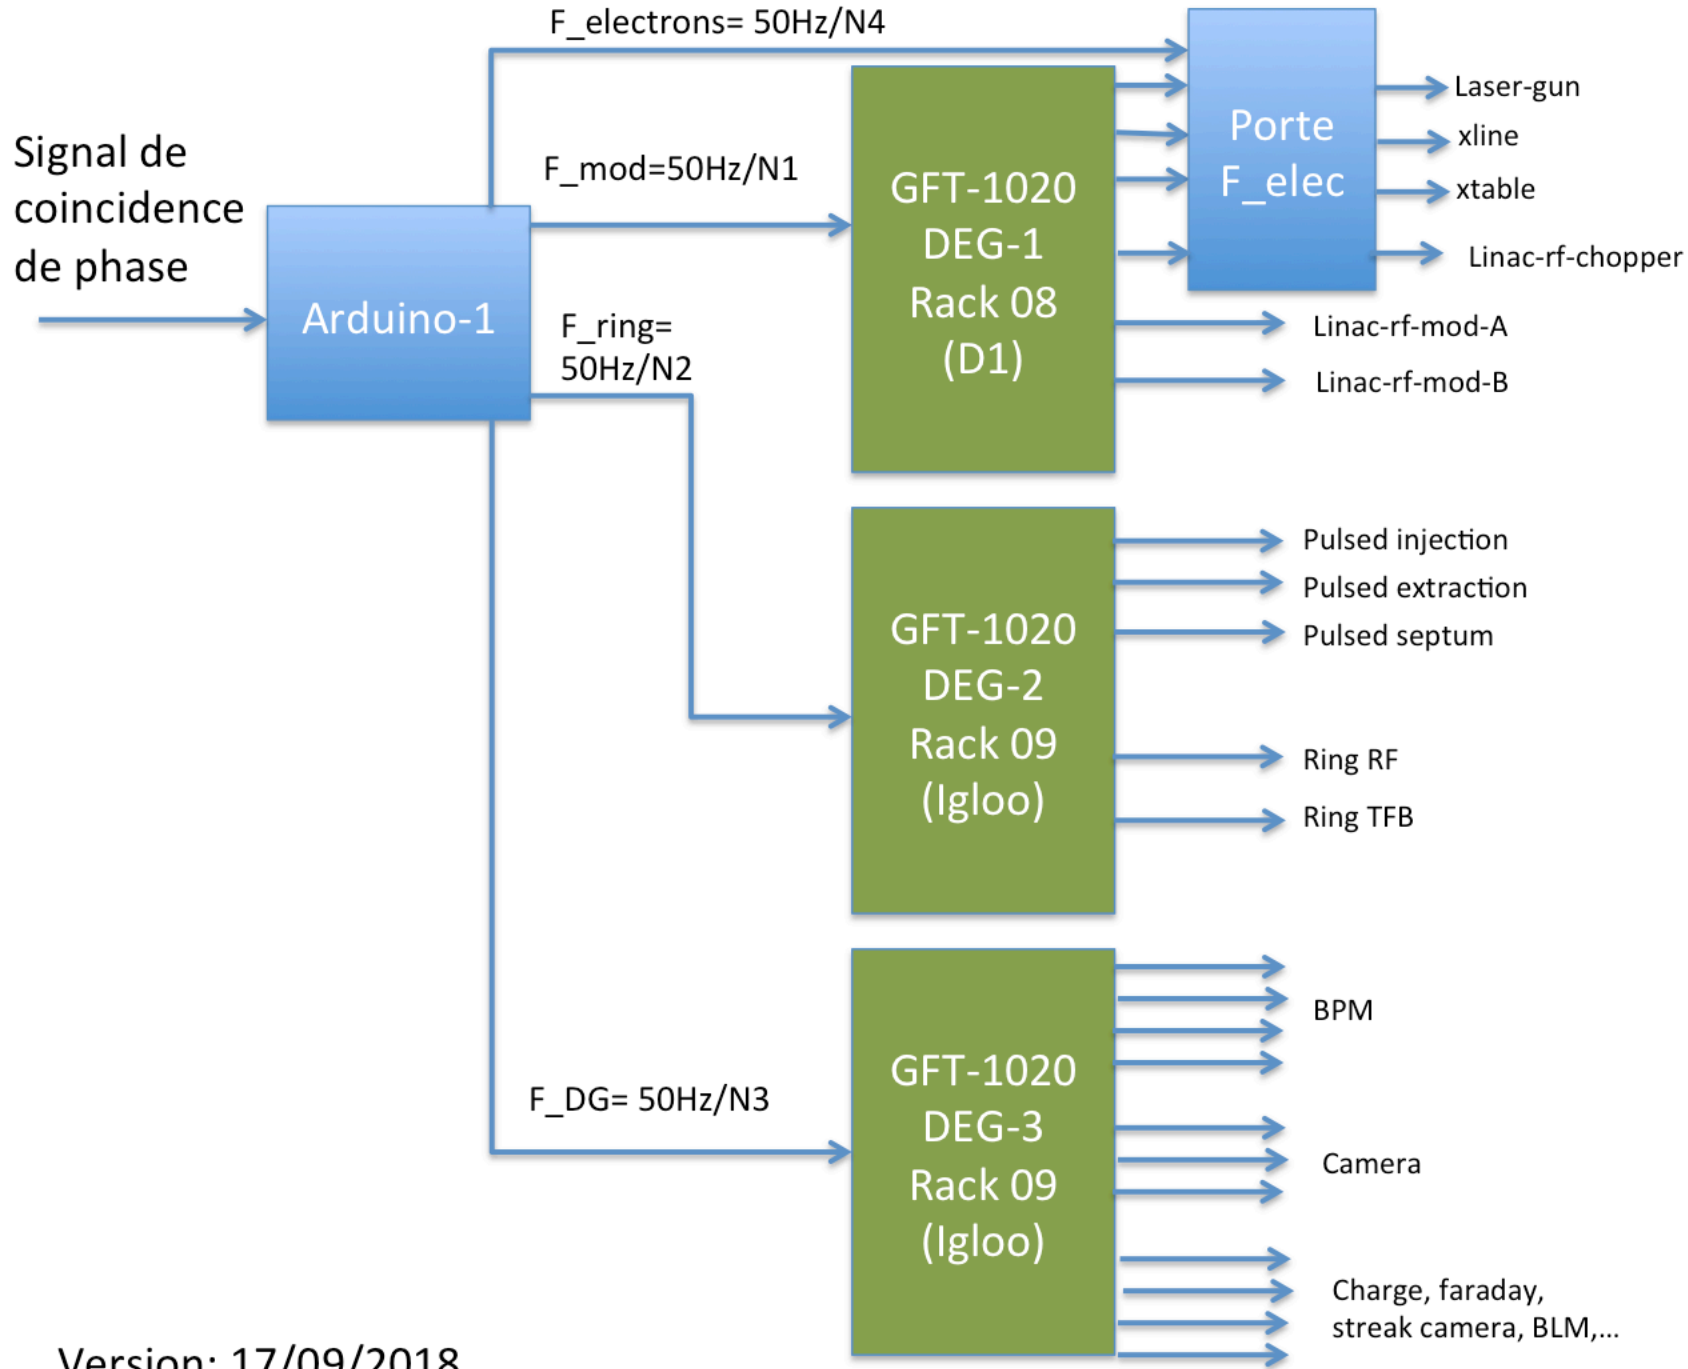 F_electrons= 50Hz/N4
Signal de
coincidence
de phase
Arduino-1
F_mod=50Hz/N1
F_ring=
50Hz/N2
F_DG= 50Hz/N3
GFT-1020
DEG-1
Rack 08
(D1)
Porte
F_elec
Laser-gun
xline
xtable
Linac-rf-chopper
Linac-rf-mod-A
Linac-rf-mod-B
GFT-1020
DEG-2
Rack 09
(Igloo)
Pulsed injection
Pulsed extraction
Pulsed septum
Ring RF
Ring TFB
GFT-1020
DEG-3
Rack 09
(Igloo)
BPM
Camera
Charge, faraday,
streak camera, BLM,...
Version: 17/09/2018